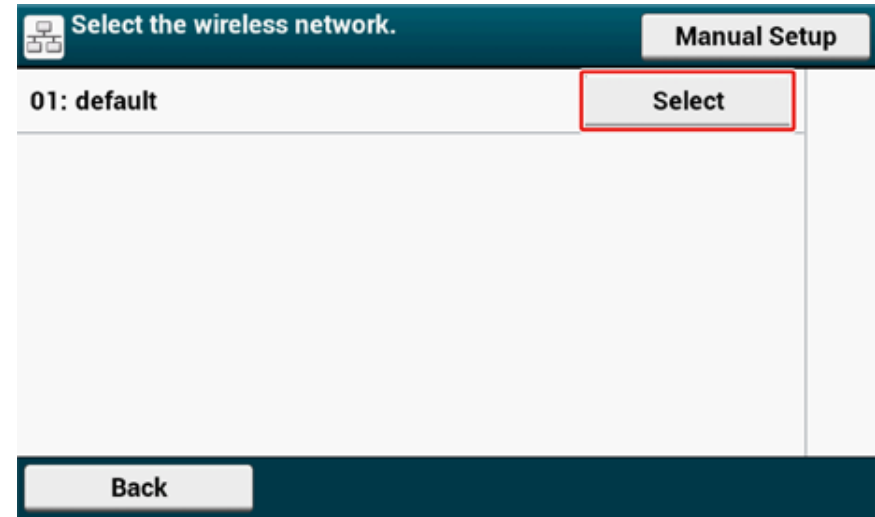 Select the wireless network.
Manual Setup
01: default
Select
Back